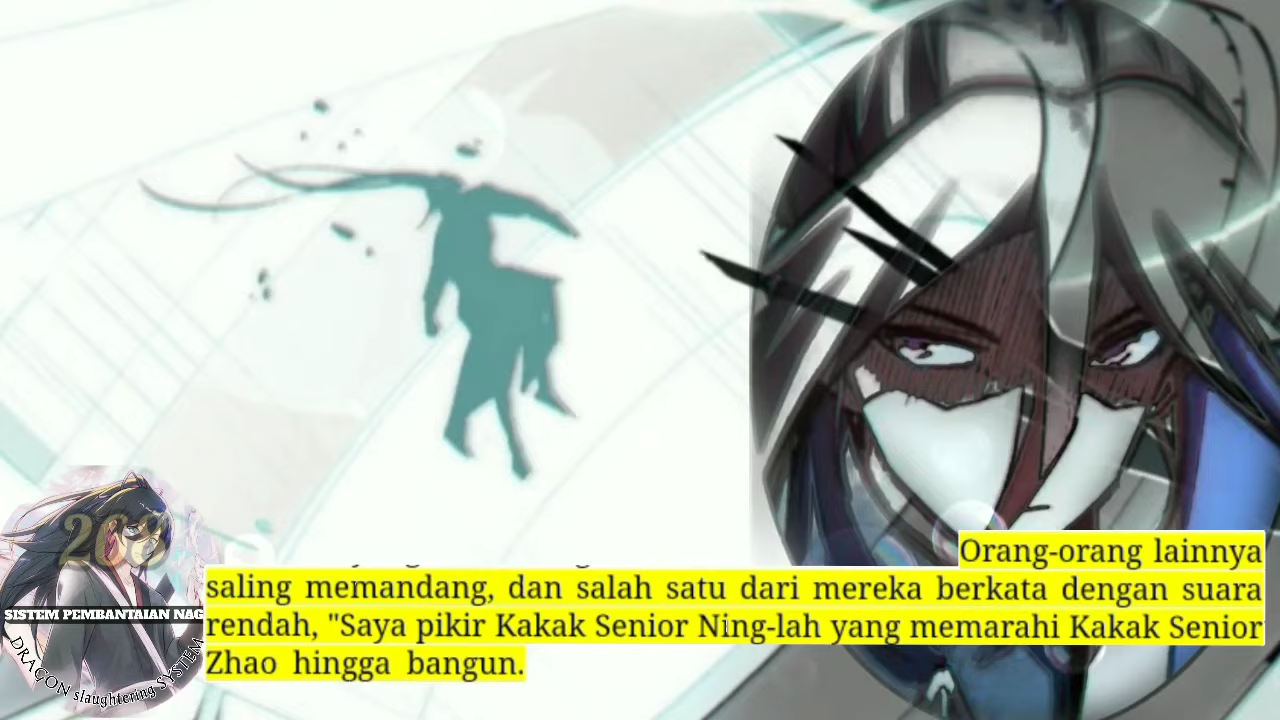 Orang-orang lainnya
saling memandang, dan salah satu dari mereka berkata dengan suara
rendah, "Saya pikir Kakak Senior Ning-lah yang memarahi Kakak Senior
Zhao hingga bangun.
SISTEM PEMBANTAIAN NAG
DRAGON slaughtering SYSTEM